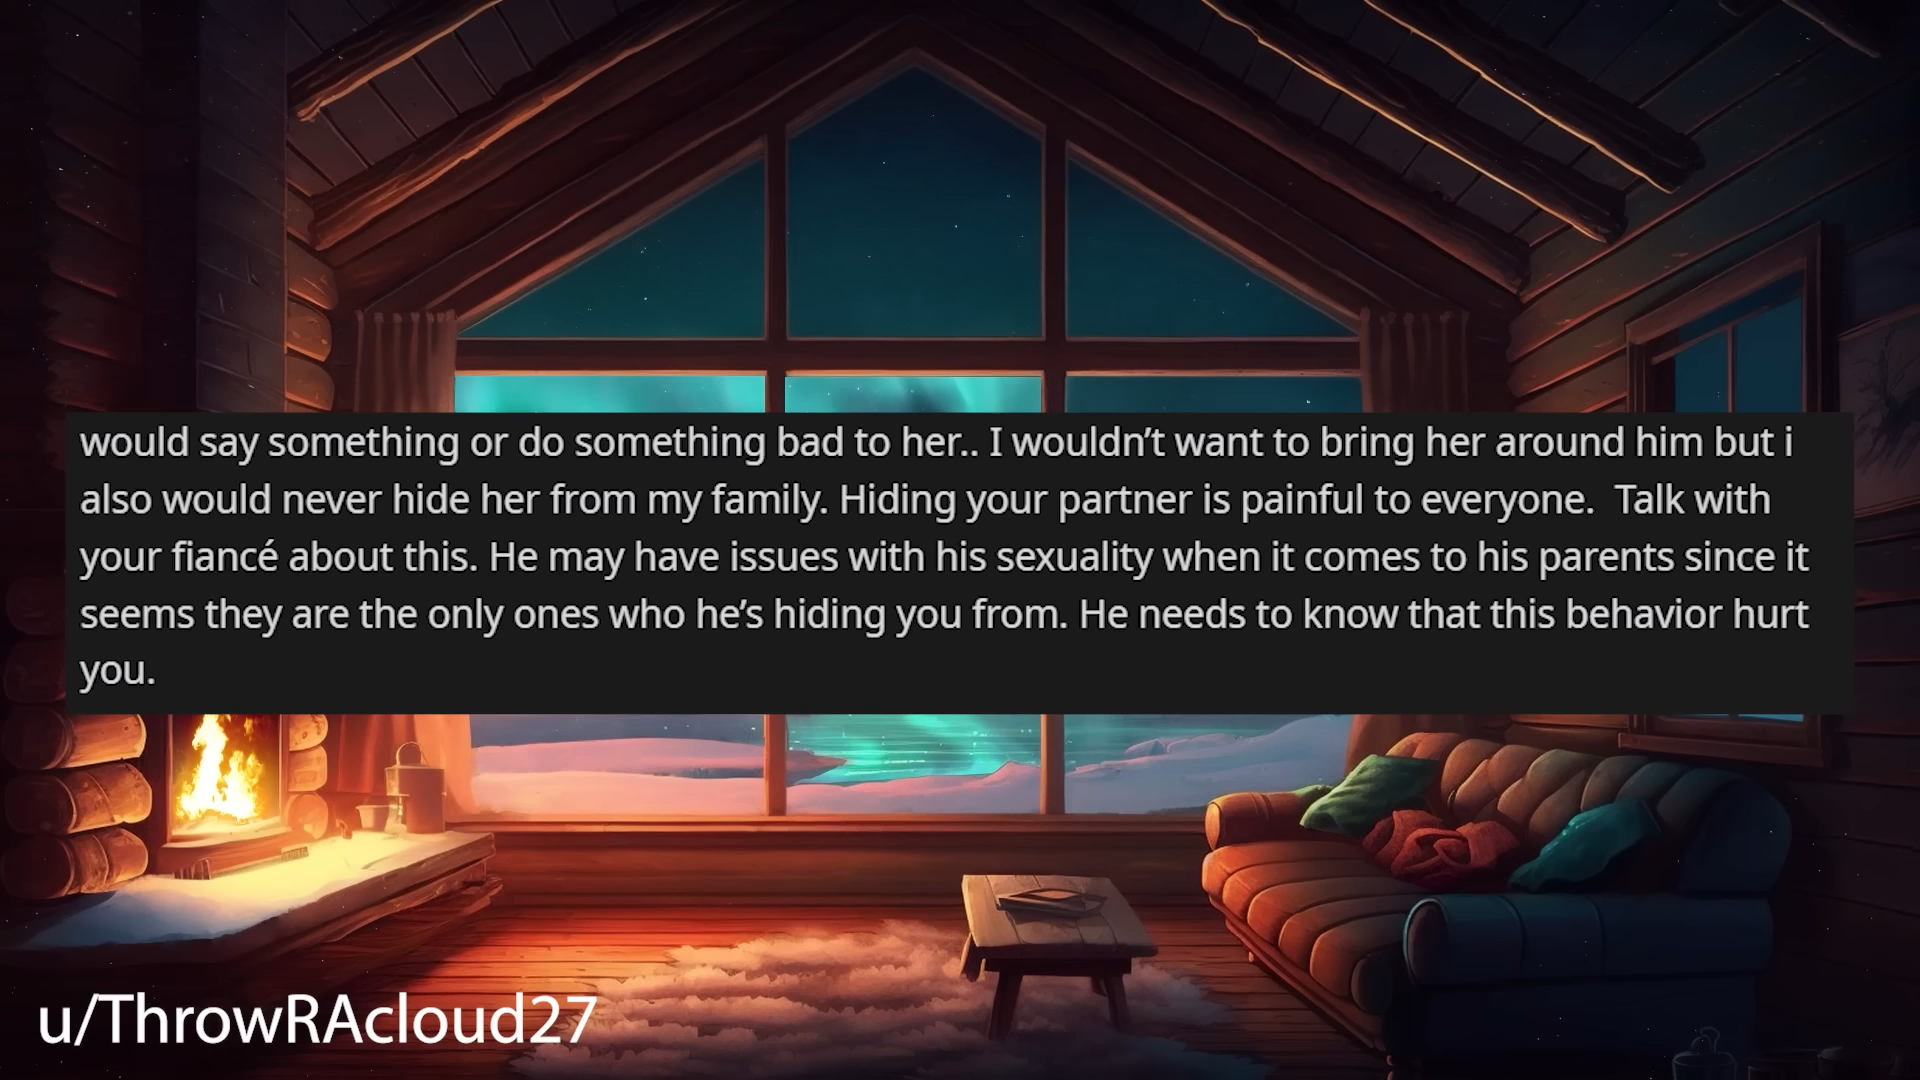 would say something or do something bad to her.. I wouldn’t want to bring her around him but i
also would never hide her from my family. Hiding your partner is painful to everyone.  Talk with
your fiancé about this. He may have issues with his sexuality when it comes to his parents since it
seems they are the only ones who he’s hiding you from. He needs to know that this behavior hurt
you.
u/ThrowRAcloud27